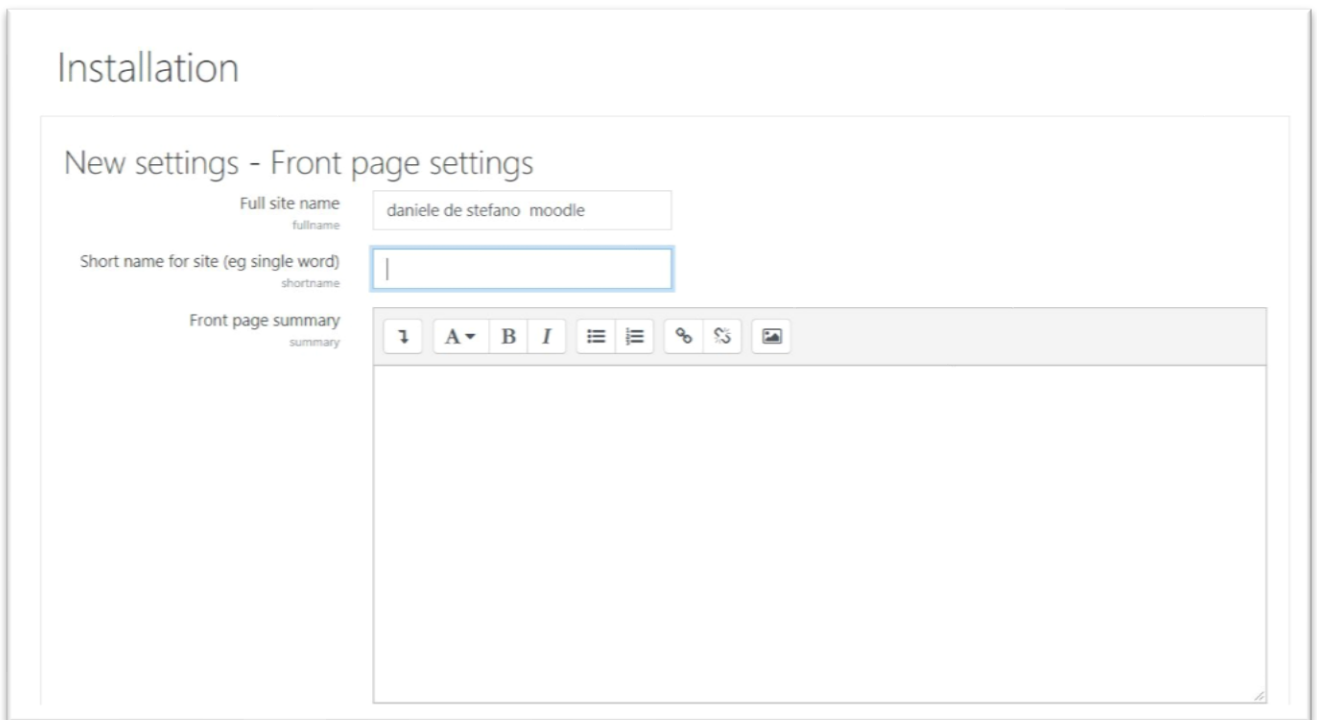 Installation
New settings - Front page settings
Full site name
fullname
daniele de stefano  moodle
Short name for site (eg single word)
shortname
Front page summary
summary
A B I